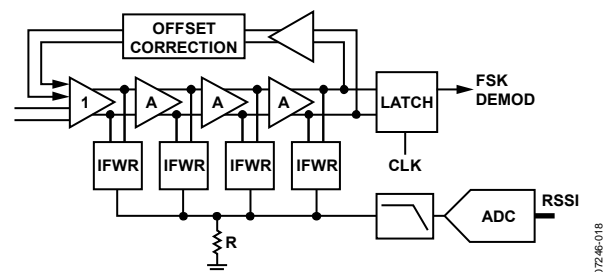 OFFSET
CORRECTION
1
A
A
A
LATCH
FSK
DEMOD
IFWR
IFWR
IFWR
IFWR
CLK
R
ADC
RSSI
07246-018